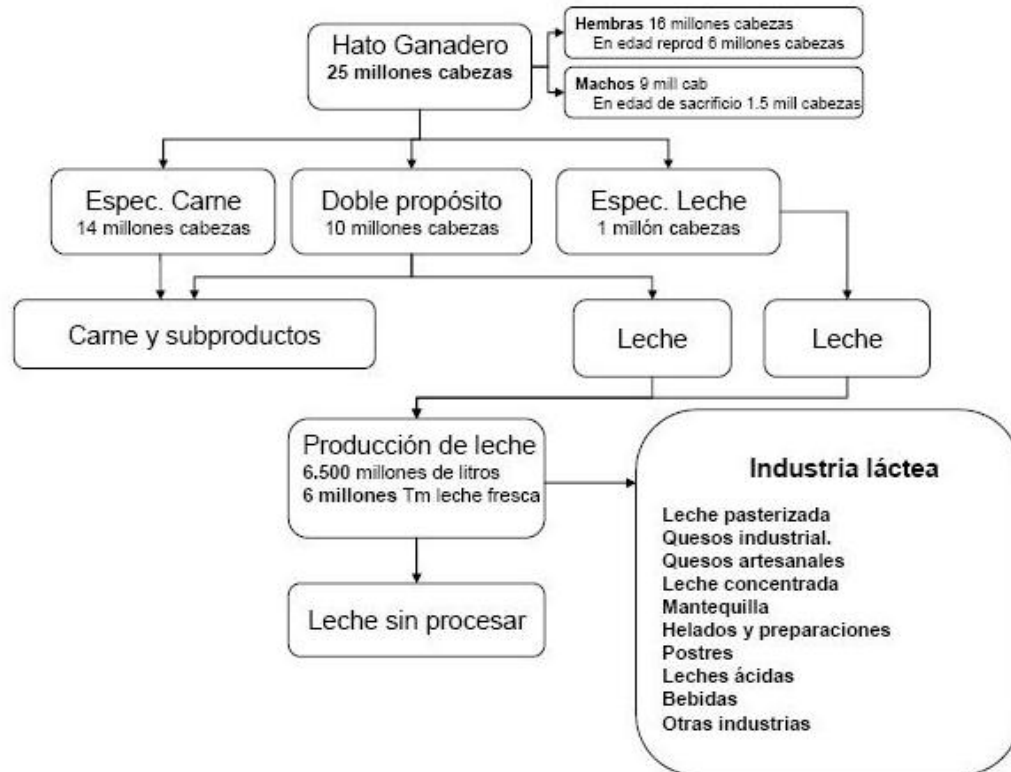 Hato Ganadero
25 millones cabezas
Hembras 16 millones cabezas
En edad reprod 6 millones cabezas
Machos 9 mill cab
En edad de sacrificio 1.5 mill cabezas
Espec. Carne
14 millones cabezas
Doble propósito
10 millones cabezas
Espec. Leche
1 millón cabezas
Carne y subproductos
Leche
Leche
Producción de leche
6.500 millones de litros
6 millones Tm leche fresca
Leche sin procesar
Industria láctea
Leche pasterizada
Quesos industrial.
Quesos artesanales
Leche concentrada
Mantequilla
Helados y preparaciones
Postres
Leches ácidas
Bebidas
Otras industrias